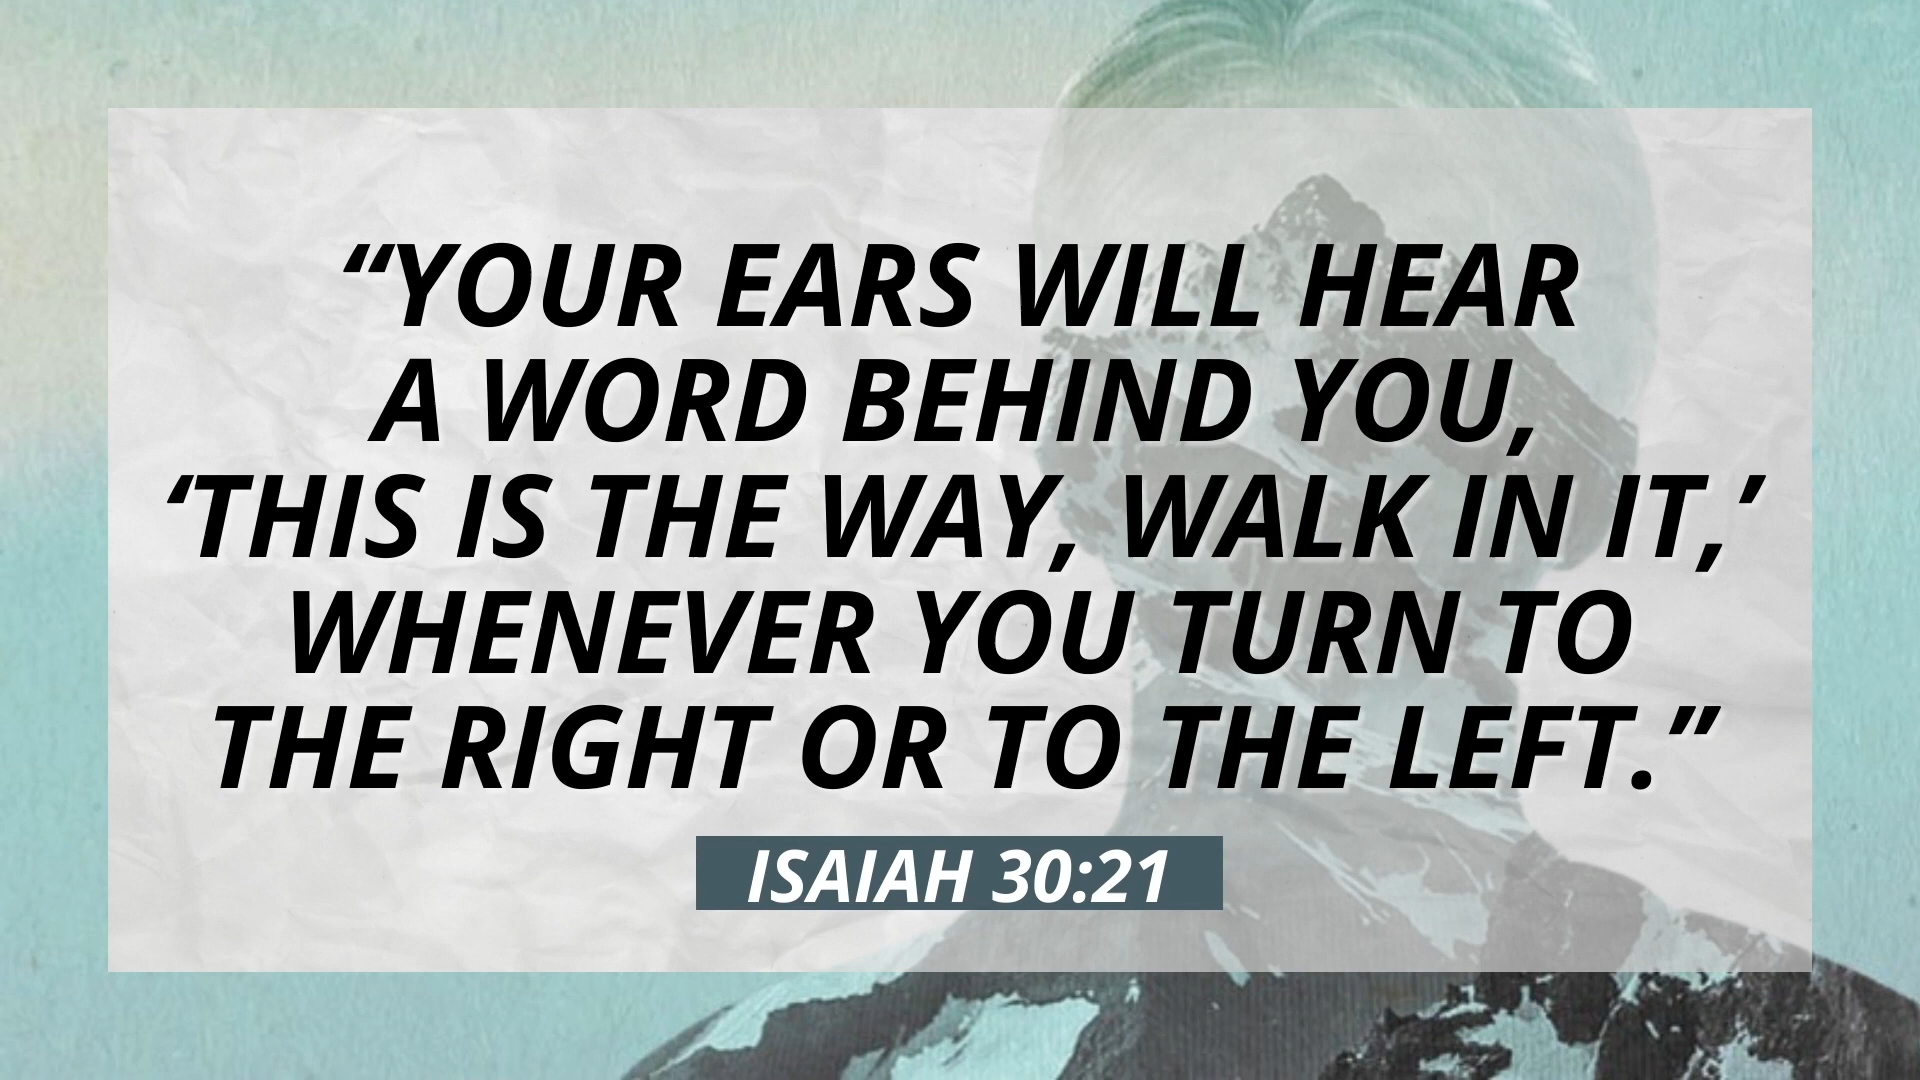 “YOUR EARS WILL HEAR
A WORD BEHIND YOU,
‘THIS IS THE WAY, WALK IN IT,’
WHENEVER YOU TURN TO
THE RIGHT OR TO THE LEFT.”
ISAIAH 30:21